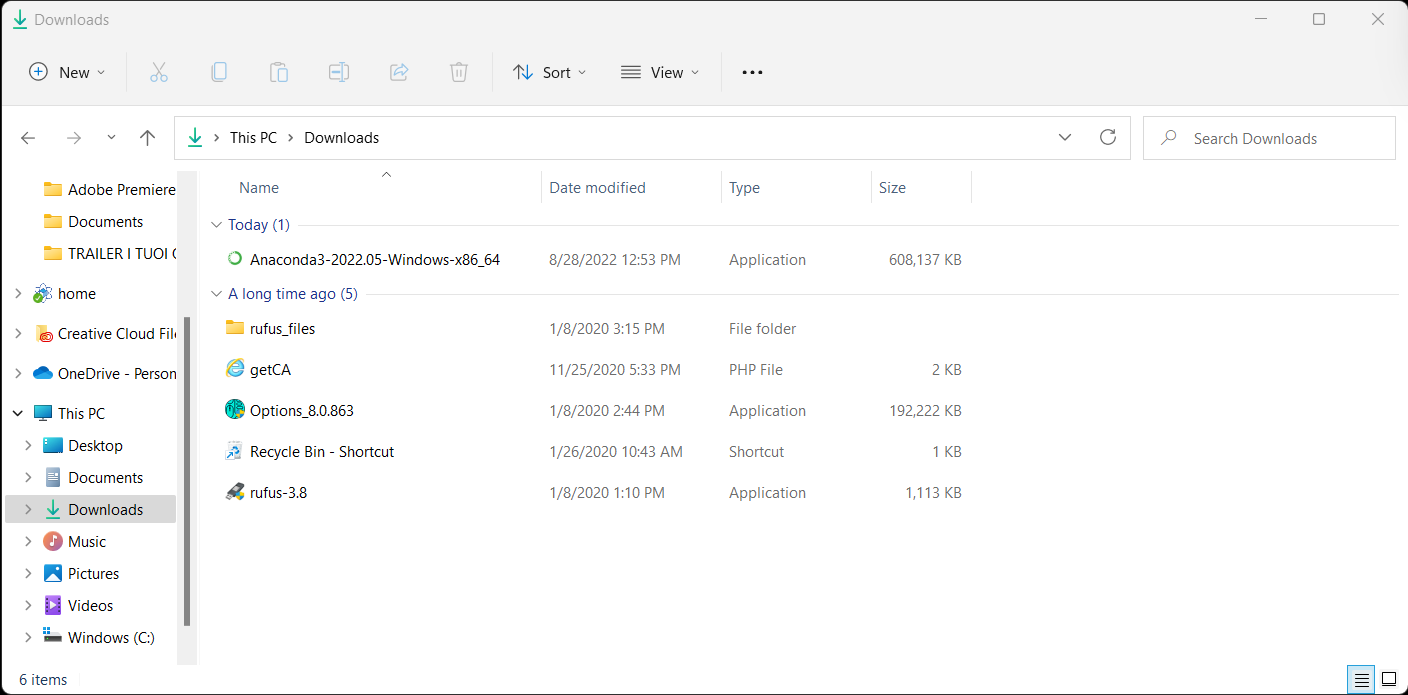 Downloads
New Sort View
This PC Downloads Search Downloads
Adobe Premiere
Documents
TRAILER I TUOI
home
Creative Cloud File
OneDrive - Person
This PC
Desktop
Documents
Downloads
Music
Pictures
Videos
Windows (C:)
Name Date modified Type Size
Today (1)
Anaconda3-2022.05-Windows-x86_64 8/28/2022 12:53 PM Application 608,137 KB
A long time ago (5)
rufus_files 1/8/2020 3:15 PM File folder
getCA 11/25/2020 5:33 PM PHP File 2 KB
Options_8.0.863 1/8/2020 2:44 PM Application 192,222 KB
Recycle Bin - Shortcut 1/26/2020 10:43 AM Shortcut 1 KB
rufus-3.8 1/8/2020 1:10 PM Application 1,113 KB
6 items